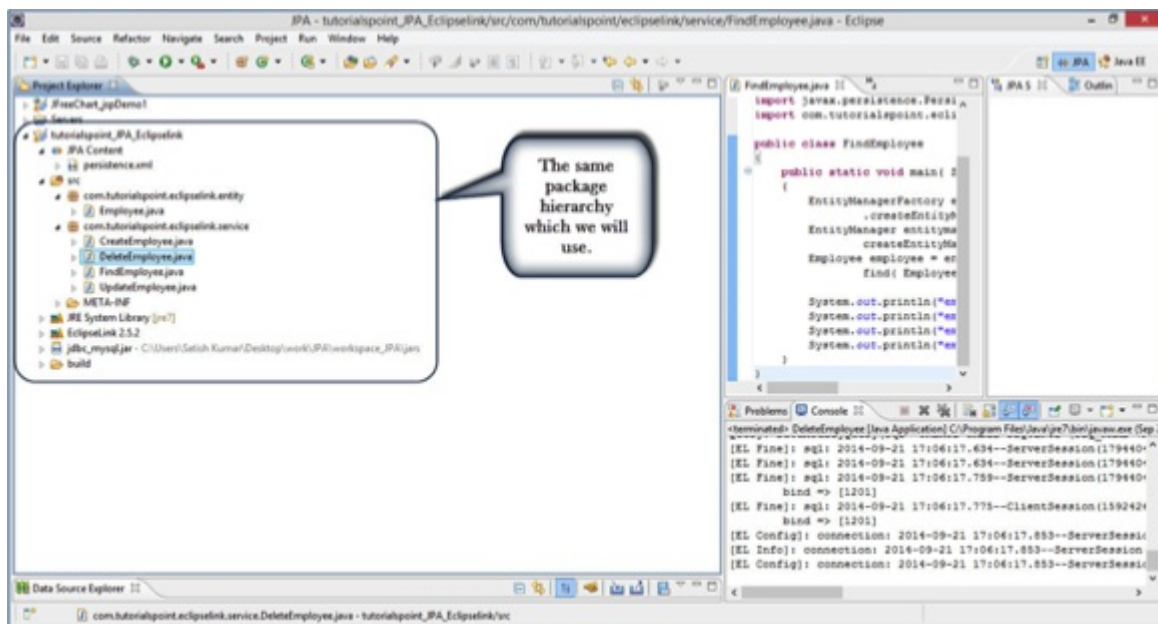 JPA - tutorialspoint_JPA_Eclipselink/src/com/tutorialspoint/eclipselink/service/FindEmployee.java - Eclipse
File Edit Source Refactor Navigate Search Project Run Window Help
JPA Java EE
Project Explorer
JFreeChart_jspDemo1
Servers
tutorialspoint_JPA_Eclipselink
JPA Content
persistence.xml
src
com.tutorialspoint.eclipselink.entity
Employee.java
com.tutorialspoint.eclipselink.service
CreateEmployee.java
DeleteEmployee.java
FindEmployee.java
UpdateEmployee.java
META-INF
JRE System Library [jre7]
EclipseLink 2.5.2
jdbc_mysql.jar - C:\Users\Satish Kumar\Desktop\work\JPA\workspace_JPA\jars
build
The same
package
hierarchy
which we will
use.
FindEmployee.java
import javax.persistence.Persi
import com.tutorialspoint.ecli
public class FindEmployee
{
public static void main( S
{
EntityManagerFactory e
.createEntityM
EntityManager entityma
createEntityMa
Employee employee = en
find( Employee
System.out.println("em
System.out.println("em
System.out.println("em
System.out.println("em
}
}
JPA S Outlin
Problems Console
<terminated> DeleteEmployee [Java Application] C:\Program Files\Java\jre7\bin\javaw.exe (Sep
[EL Fine]: sql: 2014-09-21 17:06:17.634--ServerSession(179440
[EL Fine]: sql: 2014-09-21 17:06:17.634--ServerSession(179440
[EL Fine]: sql: 2014-09-21 17:06:17.759--ServerSession(179440
bind => [1201]
[EL Fine]: sql: 2014-09-21 17:06:17.775--ClientSession(1592424
bind => [1201]
[EL Config]: connection: 2014-09-21 17:06:17.853--ServerSessio
[EL Info]: connection: 2014-09-21 17:06:17.853--ServerSession
[EL Config]: connection: 2014-09-21 17:06:17.853--ServerSessio
Data Source Explorer
com.tutorialspoint.eclipselink.service.DeleteEmployee.java - tutorialspoint_JPA_Eclipselink/src